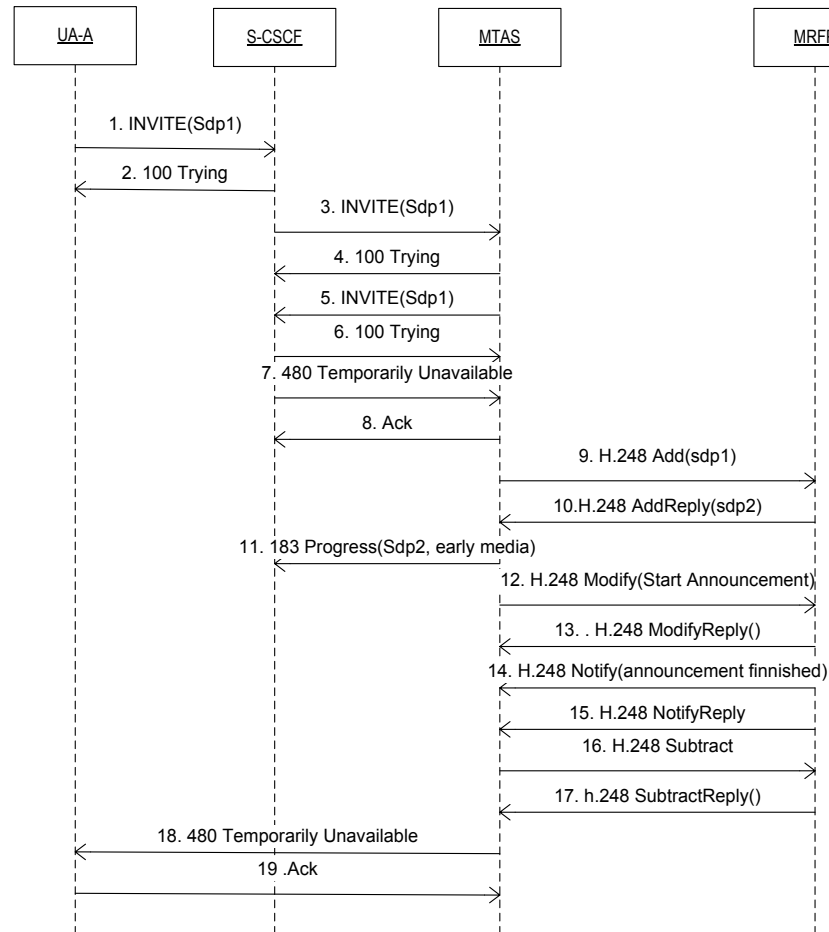 UA-A
S-CSCF
MTAS
MRFP
1. INVITE(Sdp1)
2. 100 Trying
3. INVITE(Sdp1)
4. 100 Trying
5. INVITE(Sdp1)
6. 100 Trying
7. 480 Temporarily Unavailable
8. Ack
9. H.248 Add(sdp1)
10.H.248 AddReply(sdp2)
11. 183 Progress(Sdp2, early media)
12. H.248 Modify(Start Announcement)
13. . H.248 ModifyReply()
14. H.248 Notify(announcement finnished)
15. H.248 NotifyReply
16. H.248 Subtract
17. h.248 SubtractReply()
18. 480 Temporarily Unavailable
19 .Ack